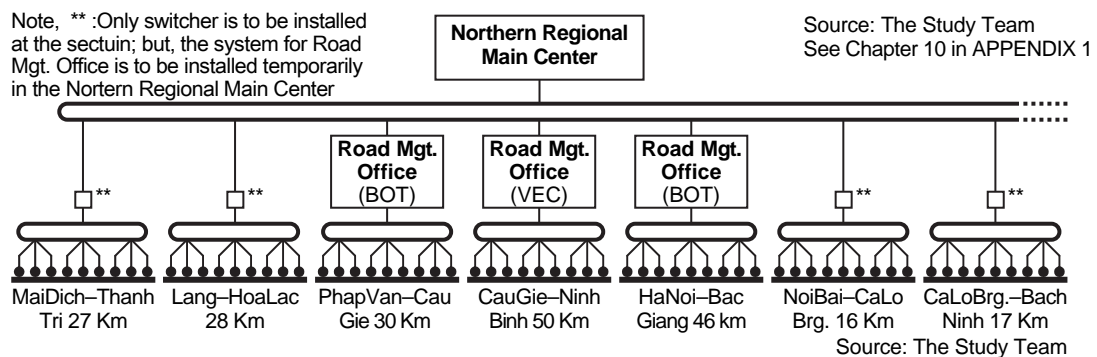 Note, ** :Only switcher is to be installed
at the sectuin; but, the system for Road
Mgt. Office is to be installed temporarily
in the Nortern Regional Main Center
Northern Regional
Main Center
Source: The Study Team
See Chapter 10 in APPENDIX 1
Road Mgt.
Office
(BOT)
Road Mgt.
Office
(VEC)
Road Mgt.
Office
(BOT)
**
**
**
**
MaiDich–Thanh
Tri 27 Km
Lang–HoaLac
28 Km
PhapVan–Cau
Gie 30 Km
CauGie–Ninh
Binh 50 Km
HaNoi–Bac
Giang 46 km
NoiBai–CaLo
Brg. 16 Km
CaLoBrg.–Bach
Ninh 17 Km
Source: The Study Team